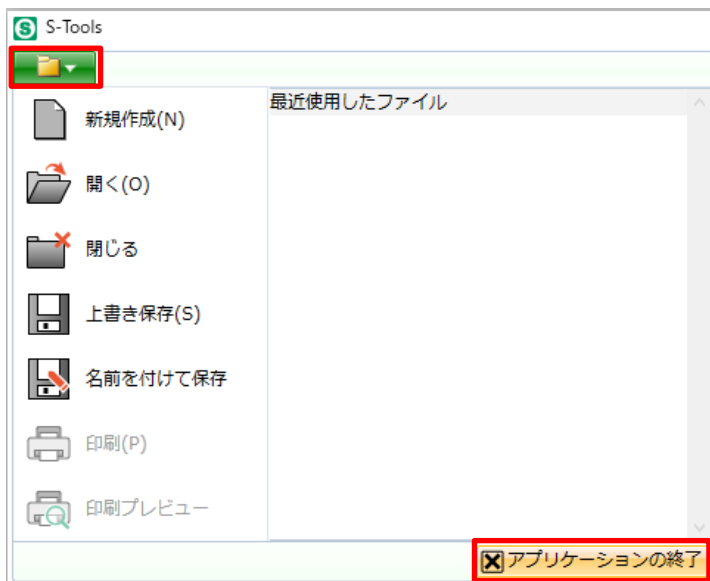 S S-Tools
新規作成(N)
開く(O)
閉じる
上書き保存(S)
名前を付けて保存
印刷(P)
印刷プレビュー
最近使用したファイル
アプリケーションの終了